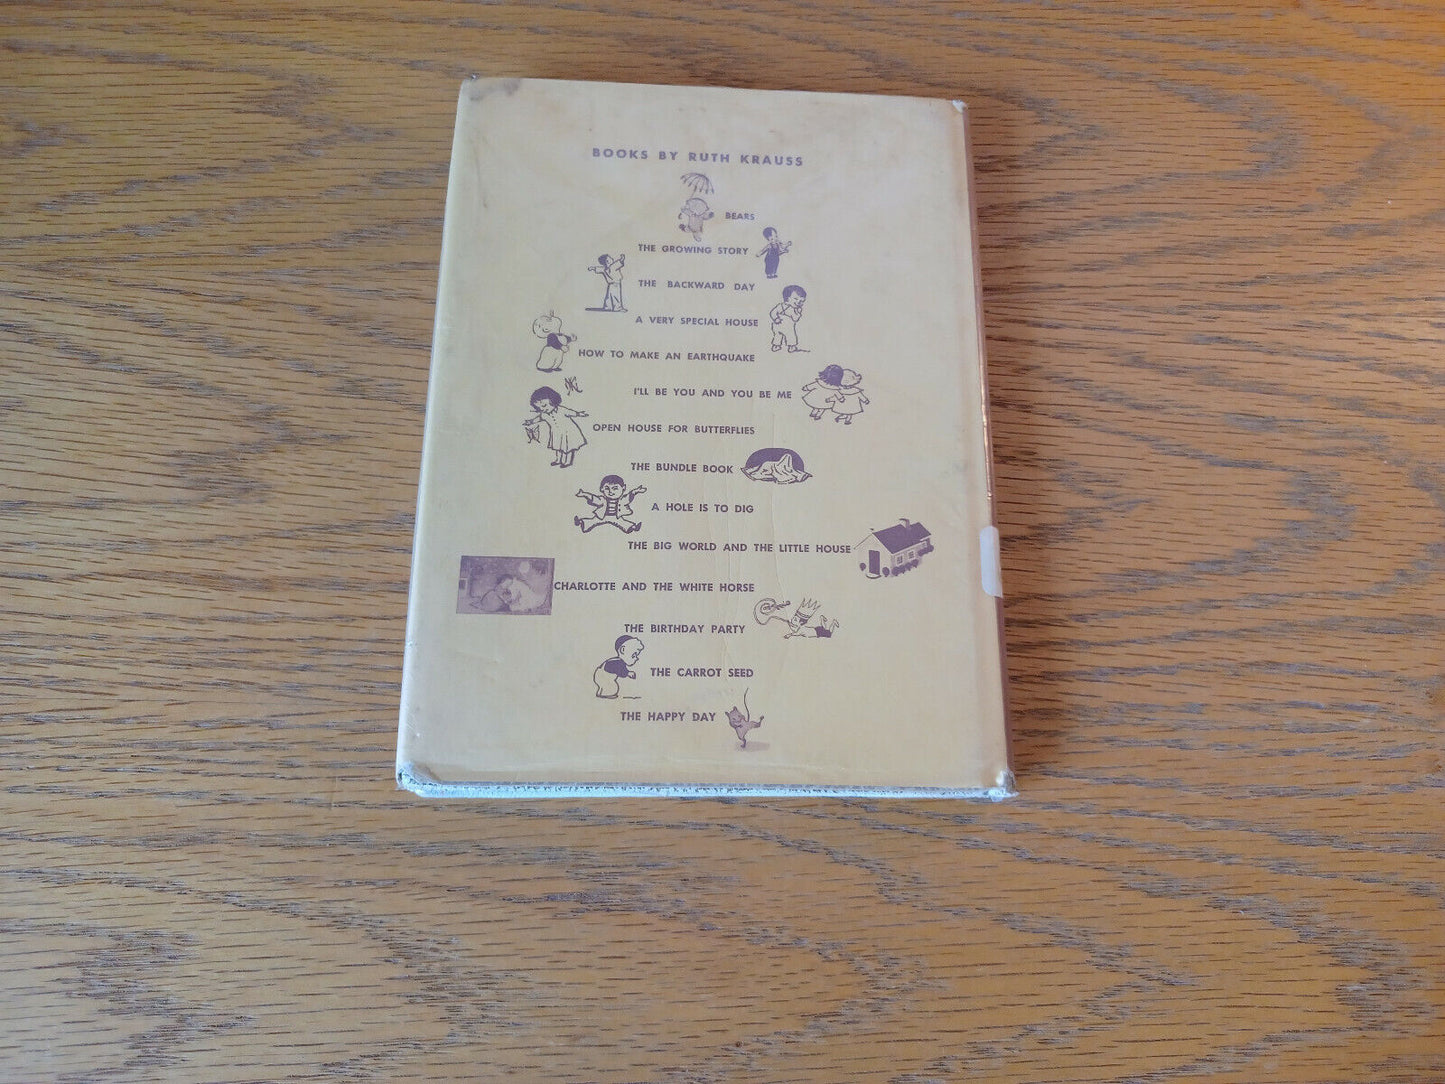 BOOKS BY RUTH KRAUSS
BEARS
THE GROWING STORY
THE BACKWARD DAY
A VERY SPECIAL HOUSE
HOW TO MAKE AN EARTHQUAKE
I'LL BE YOU AND YOU BE ME
OPEN HOUSE FOR BUTTERFLIES
THE BUNDLE BOOK
A HOLE IS TO DIG
THE BIG WORLD AND THE LITTLE HOUSE
CHARLOTTE AND THE WHITE HORSE
THE BIRTHDAY PARTY
THE CARROT SEED
THE HAPPY DAY